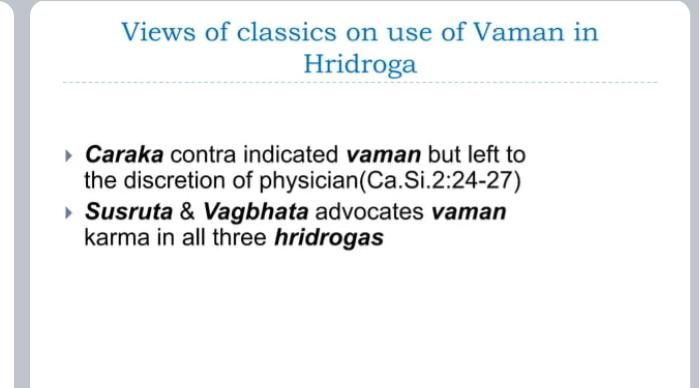 Views of classics on use of Vaman in
Hridroga
Caraka contra indicated vaman but left to
the discretion of physician(Ca.Si.2:24-27)
Susruta & Vagbhata advocates vaman
karma in all three hridrogas